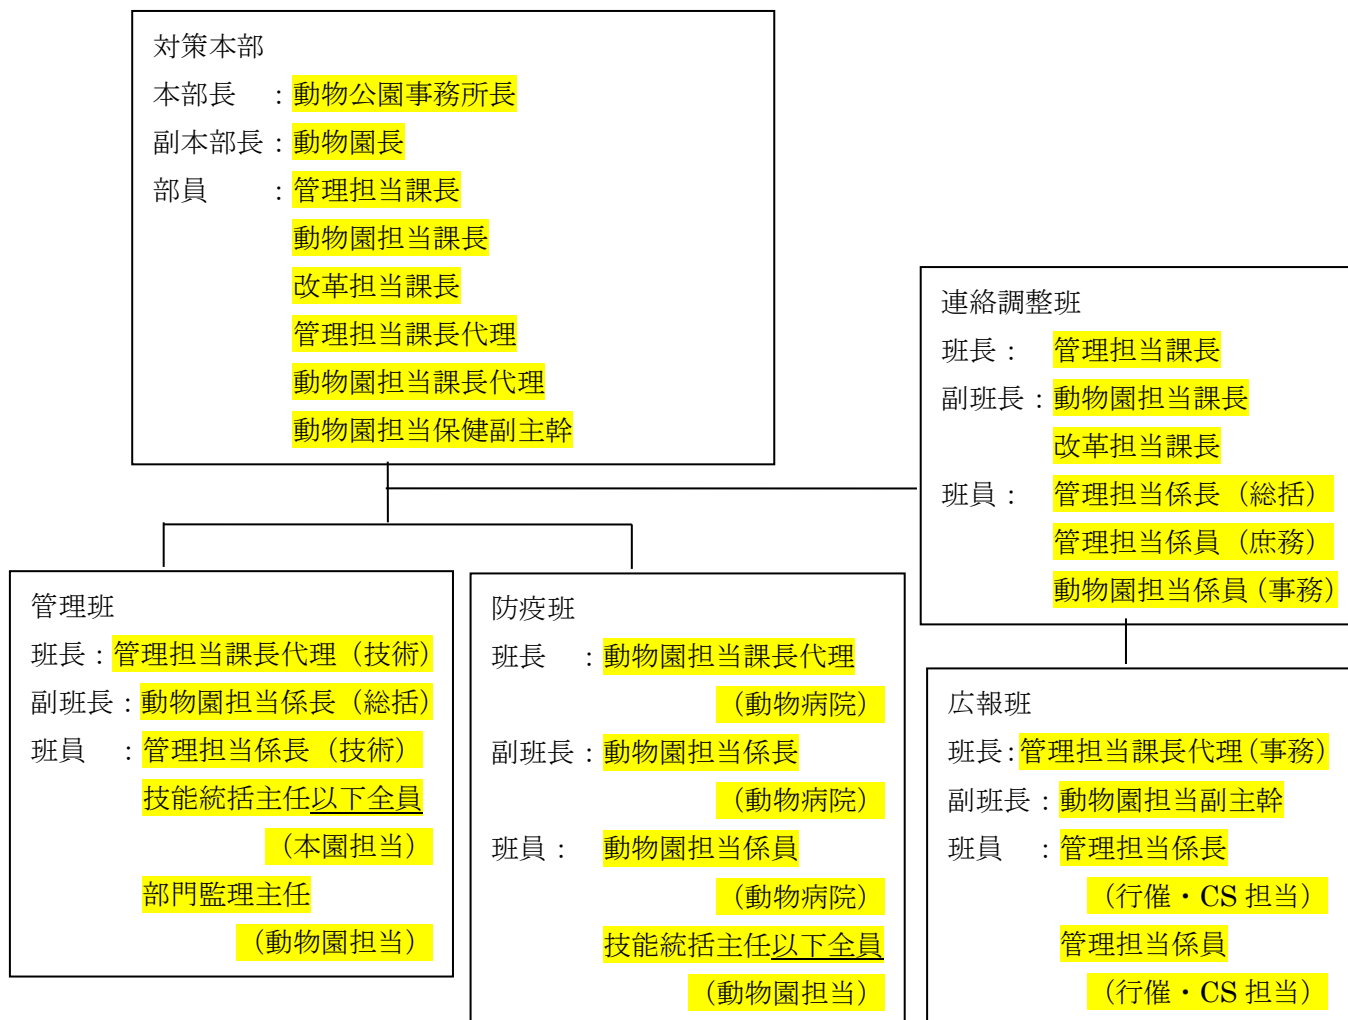 対策本部
本部長　：動物公園事務所長
副本部長：動物園長
部員　　：管理担当課長
動物園担当課長
改革担当課長
管理担当課長代理
動物園担当課長代理
動物園担当保健副主幹
連絡調整班
班長：　管理担当課長
副班長：動物園担当課長
改革担当課長
班員：　管理担当係長（総括）
管理担当係員（庶務）
動物園担当係員（事務）
管理班
班長：管理担当課長代理（技術）
副班長：動物園担当係長（総括）
班員　：管理担当係長（技術）
技能統括主任以下全員
（本園担当）
部門監理主任
（動物園担当）
防疫班
班長　：動物園担当課長代理
（動物病院）
副班長：動物園担当係長
（動物病院）
班員：　動物園担当係員
（動物病院）
技能統括主任以下全員
（動物園担当）
広報班
班長：管理担当課長代理（事務）
副班長：動物園担当副主幹
班員　：管理担当係長
（行催・CS 担当）
管理担当係員
（行催・CS 担当）